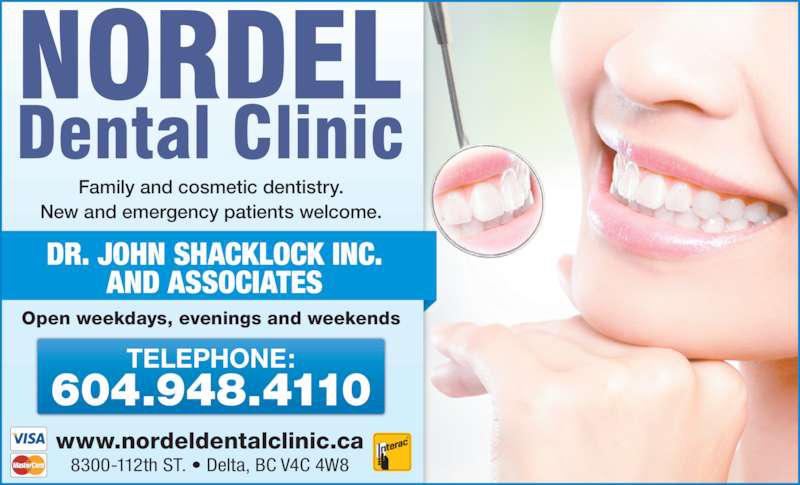 NORDEL
Dental Clinic
Family and cosmetic dentistry.
New and emergency patients welcome.
DR. JOHN SHACKLOCK INC.
AND ASSOCIATES
Open weekdays, evenings and weekends
TELEPHONE:
604.948.4110
VISA
www.nordeldentalclinic.ca
Interac
MasterCard
8300-112th ST. • Delta, BC V4C 4W8